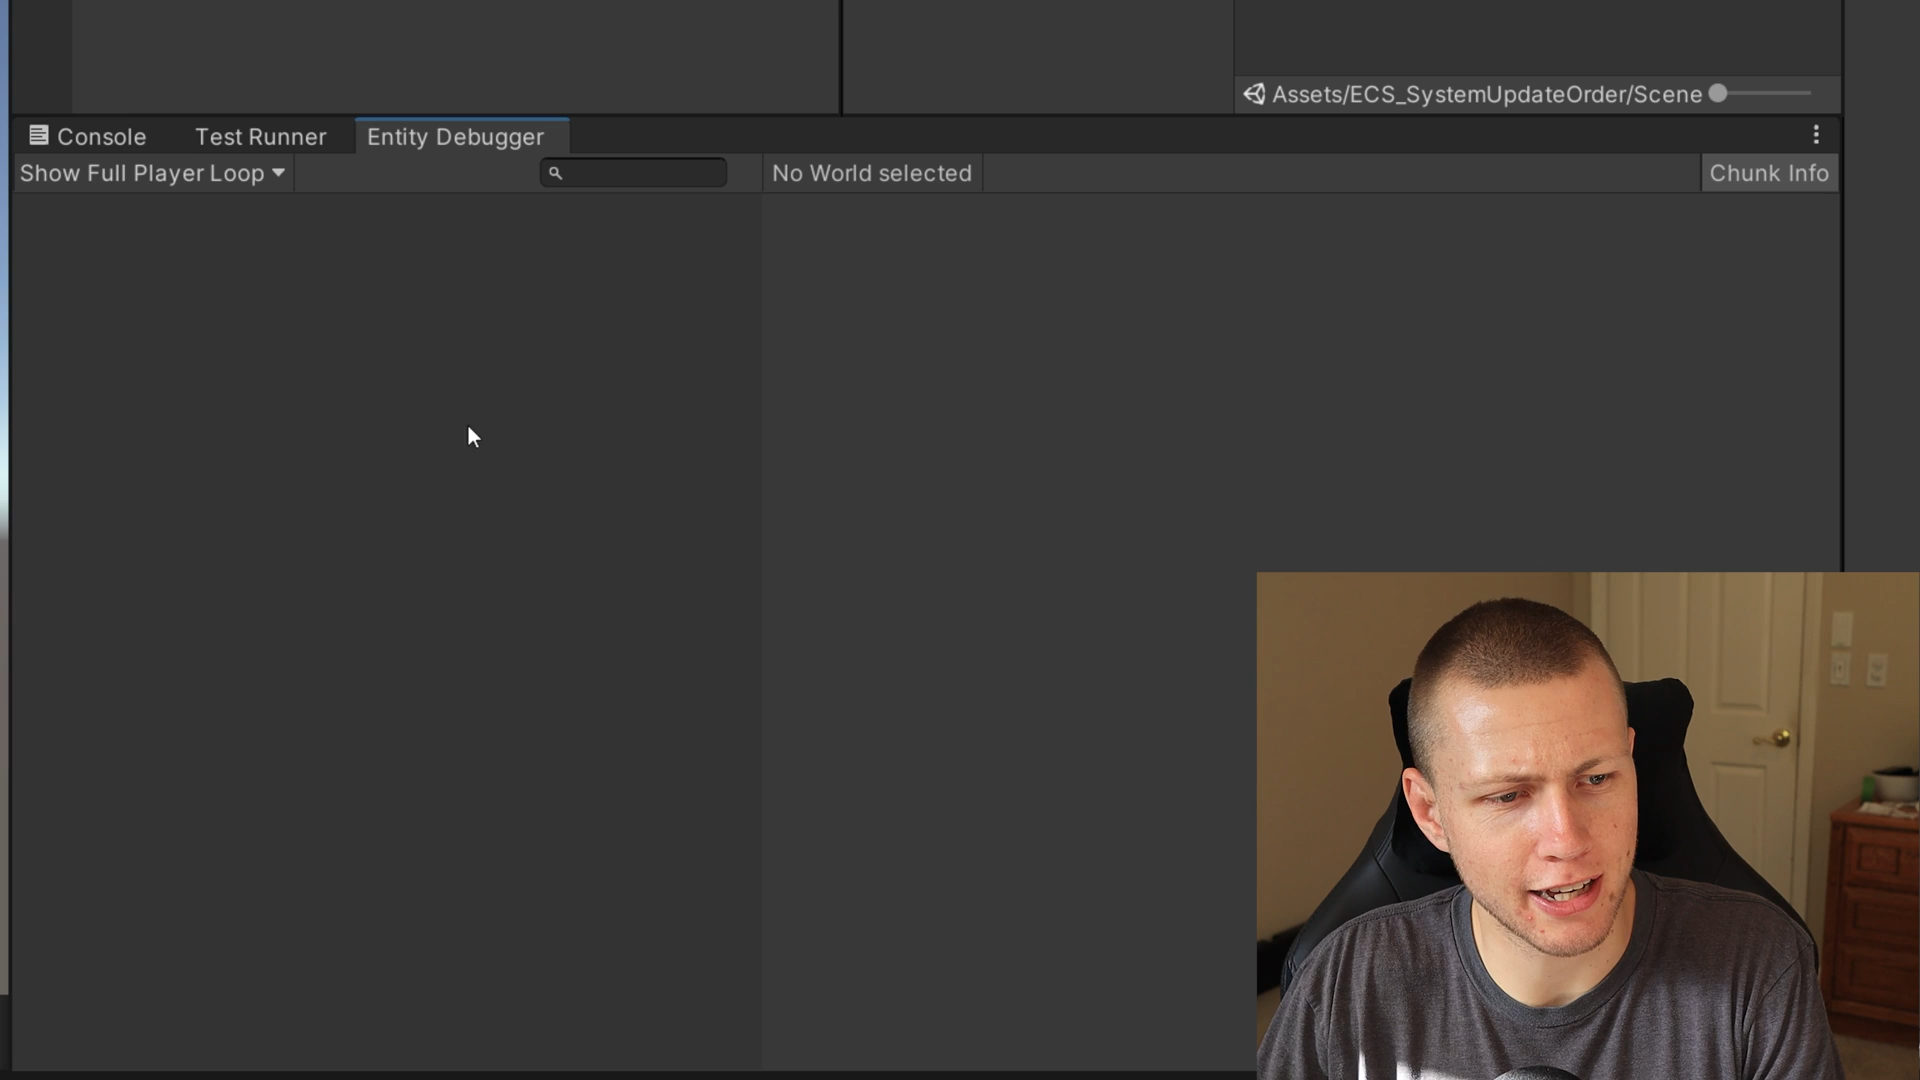 Assets/ECS_SystemUpdateOrder/Scene
Console Test Runner Entity Debugger
Show Full Player Loop No World selected Chunk Info